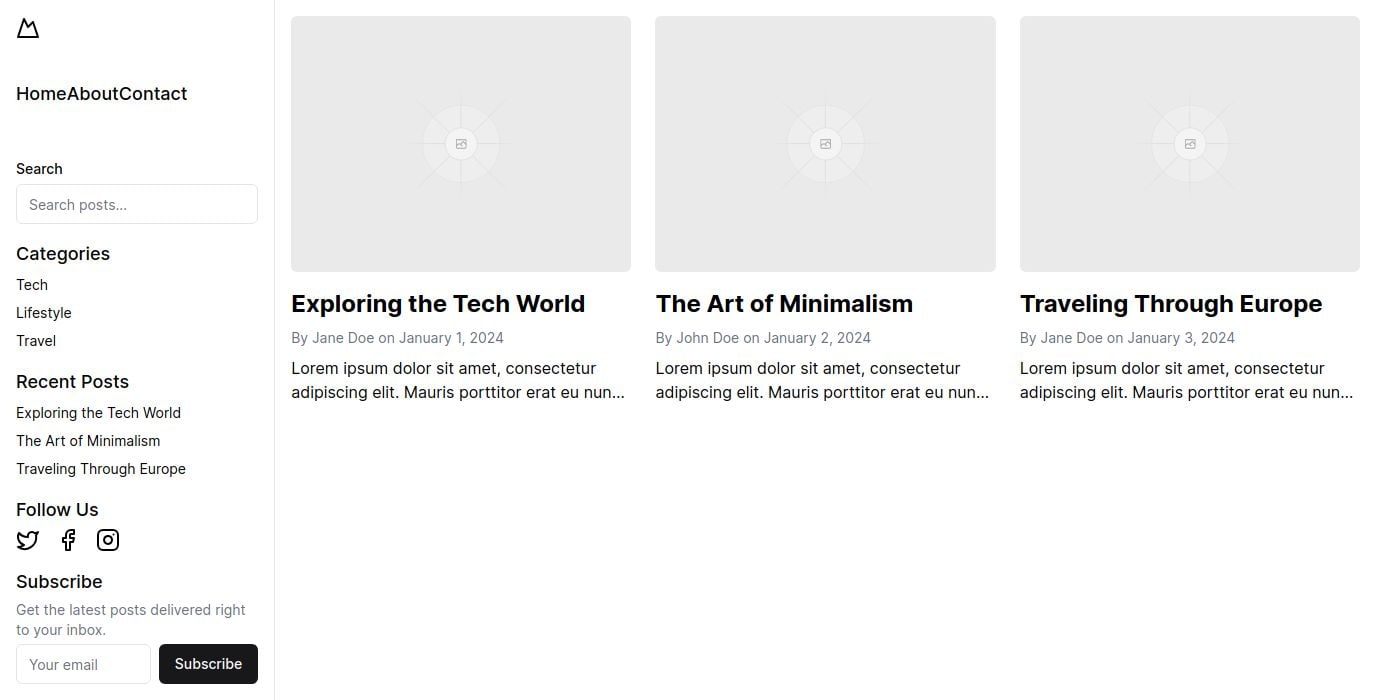 HomeAboutContact
Search
Search posts...
Categories
Tech
Lifestyle
Travel
Recent Posts
Exploring the Tech World
The Art of Minimalism
Traveling Through Europe
Follow Us
Subscribe
Get the latest posts delivered right
to your inbox.
Your email
Subscribe
Exploring the Tech World
By Jane Doe on January 1, 2024
Lorem ipsum dolor sit amet, consectetur
adipiscing elit. Mauris porttitor erat eu nun...
The Art of Minimalism
By John Doe on January 2, 2024
Lorem ipsum dolor sit amet, consectetur
adipiscing elit. Mauris porttitor erat eu nun...
Traveling Through Europe
By Jane Doe on January 3, 2024
Lorem ipsum dolor sit amet, consectetur
adipiscing elit. Mauris porttitor erat eu nun...